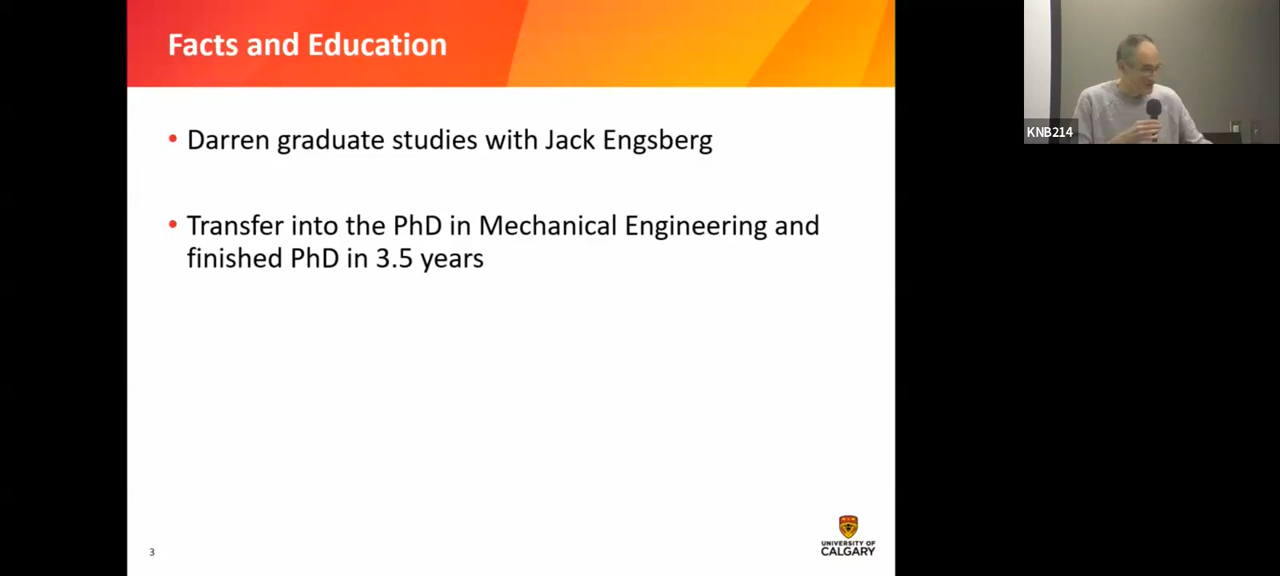 Facts and Education
• Darren graduate studies with Jack Engsberg
• Transfer into the PhD in Mechanical Engineering and
finished PhD in 3.5 years
3
UNIVERSITY OF
CALGARY
KNB214